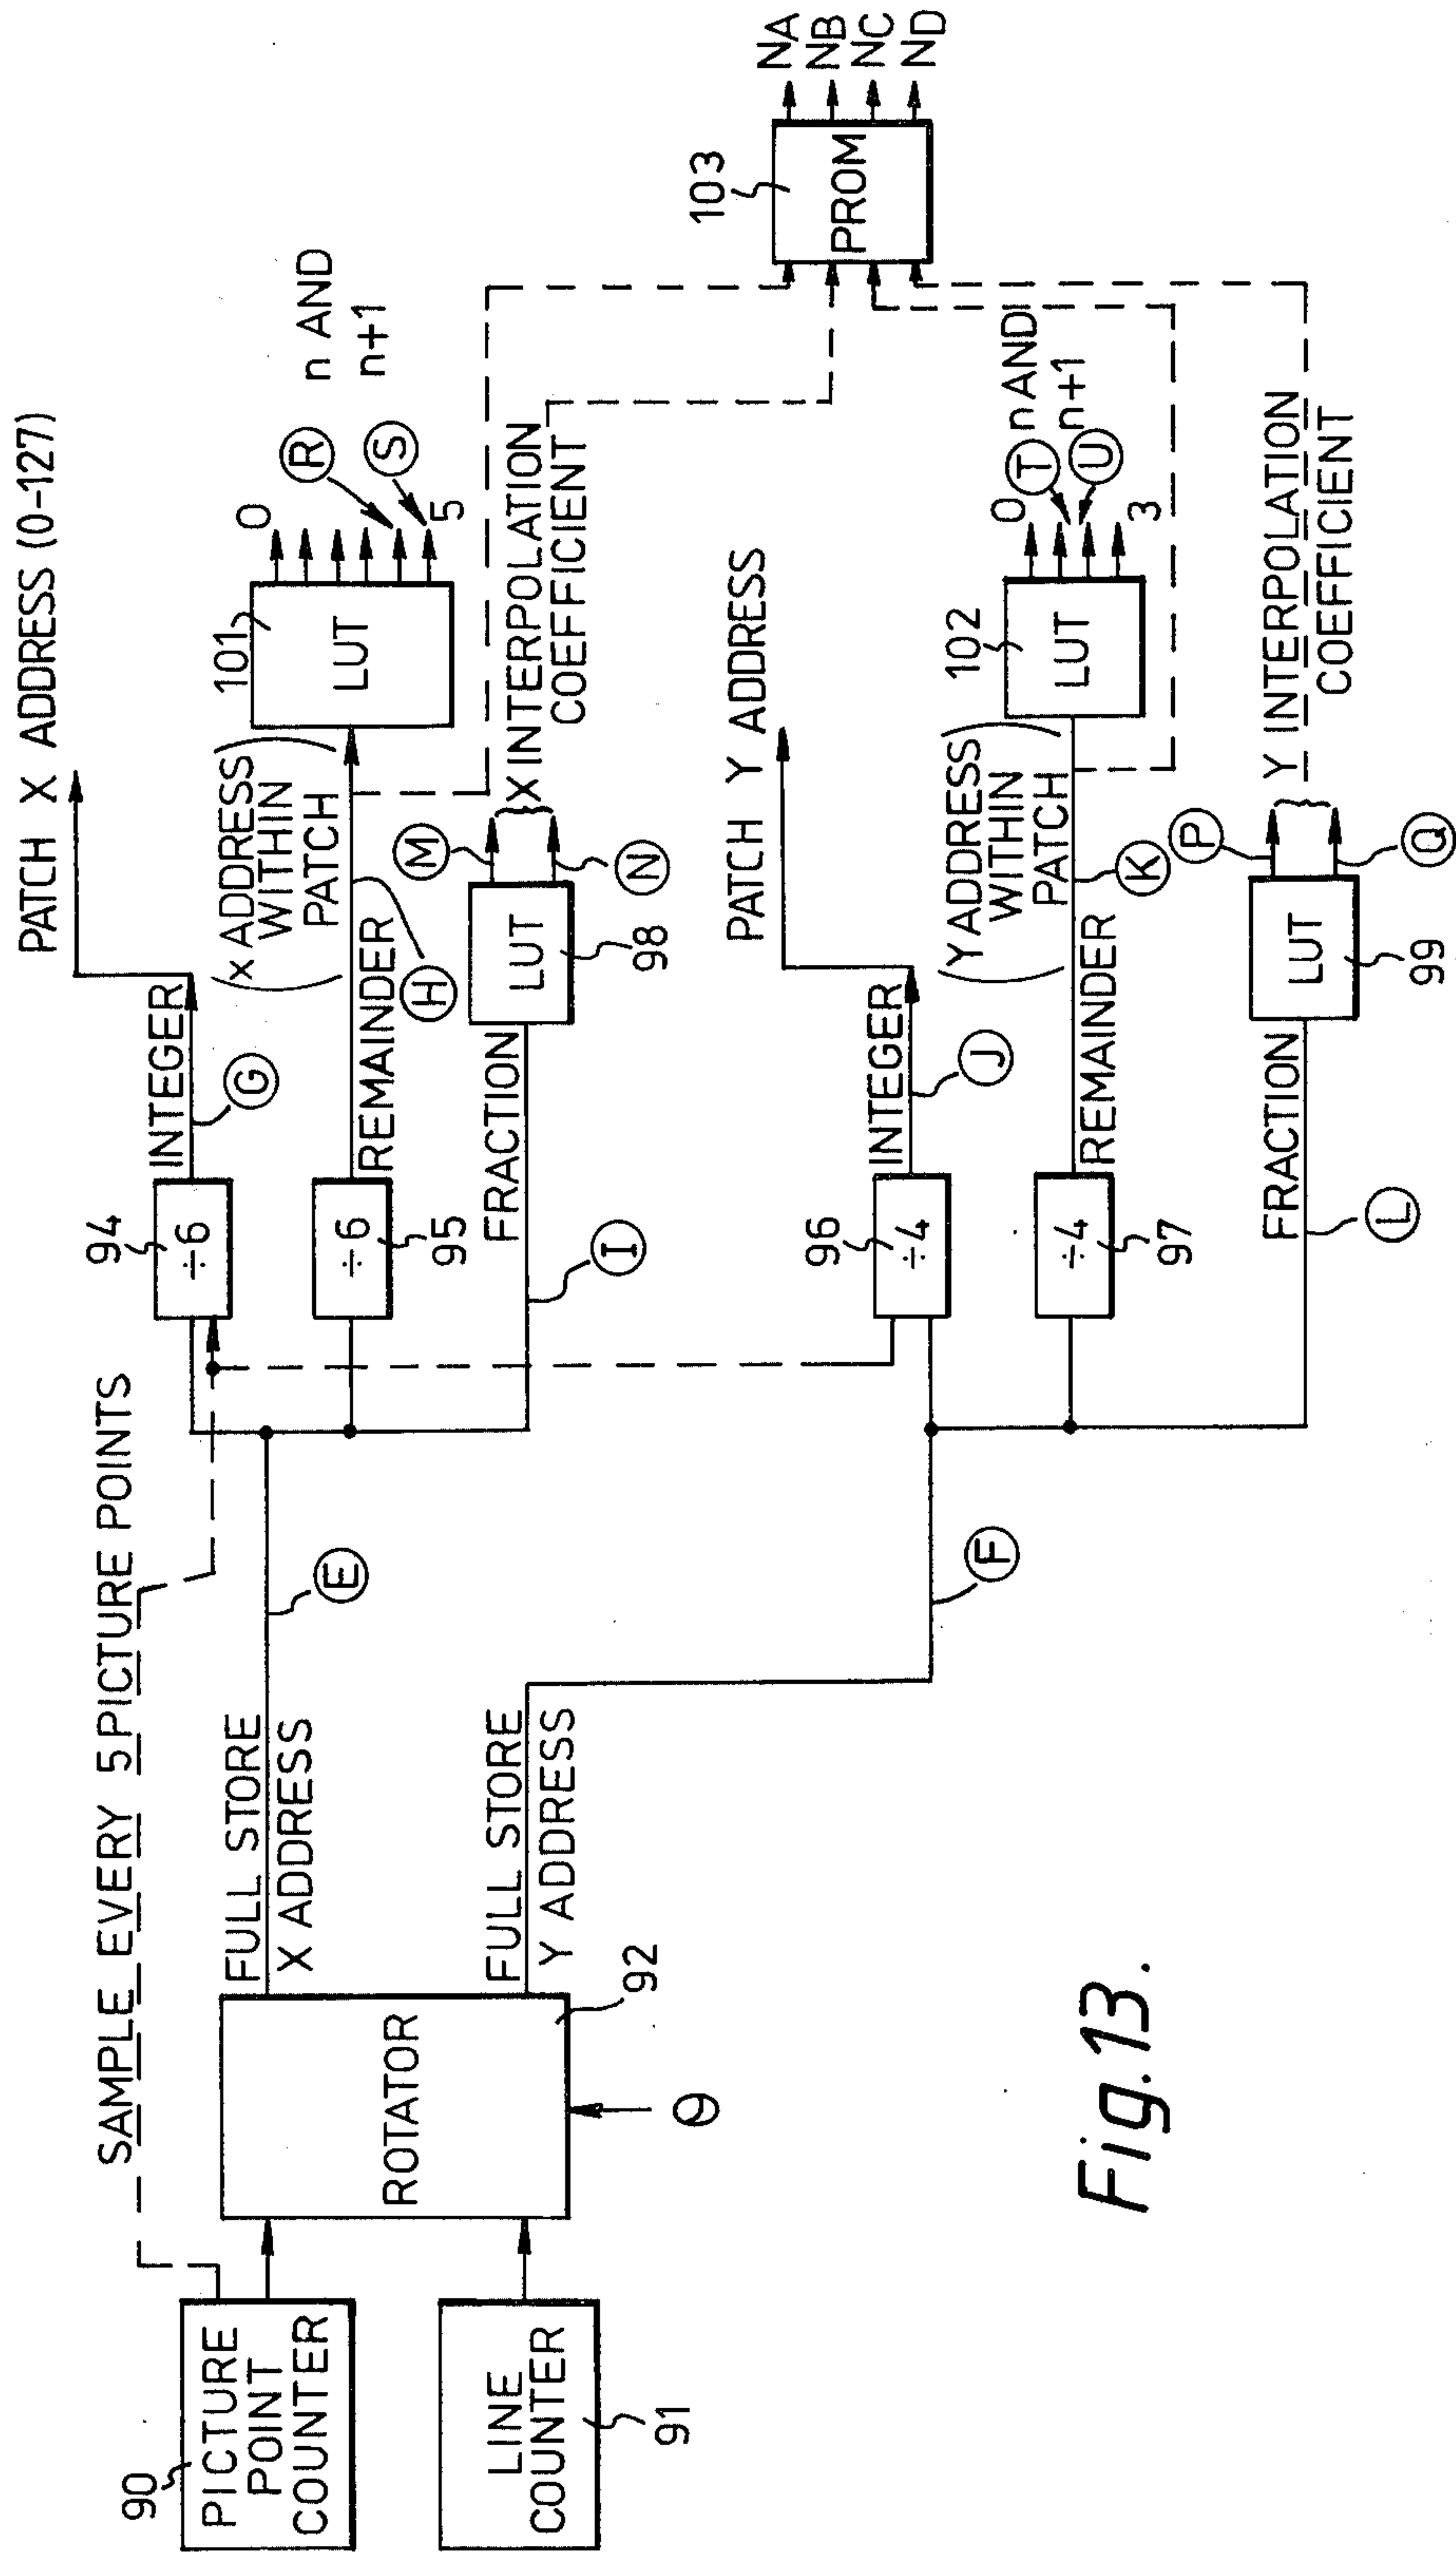 PATCH X ADDRESS (0-127)
SAMPLE EVERY 5 PICTURE POINTS
90
PICTURE
POINT
COUNTER
LINE
COUNTER
91
ROTATOR
92
Θ
FULL STORE
X ADDRESS
FULL STORE
Y ADDRESS
E
F
94
÷6
INTEGER
G
÷6
95
REMAINDER
H
(X ADDRESS
WITHIN
PATCH)
101
LUT
0
R
S
5
n AND
n+1
FRACTION
I
LUT
98
M
N
X INTERPOLATION
COEFFICIENT
PATCH Y ADDRESS
96
÷4
INTEGER
J
÷4
97
REMAINDER
K
(Y ADDRESS
WITHIN
PATCH)
102
LUT
0
T
U
3
n AND
n+1
FRACTION
L
LUT
99
P
Q
Y INTERPOLATION
COEFFICIENT
103
PROM
NA
NB
NC
ND
Fig.13.